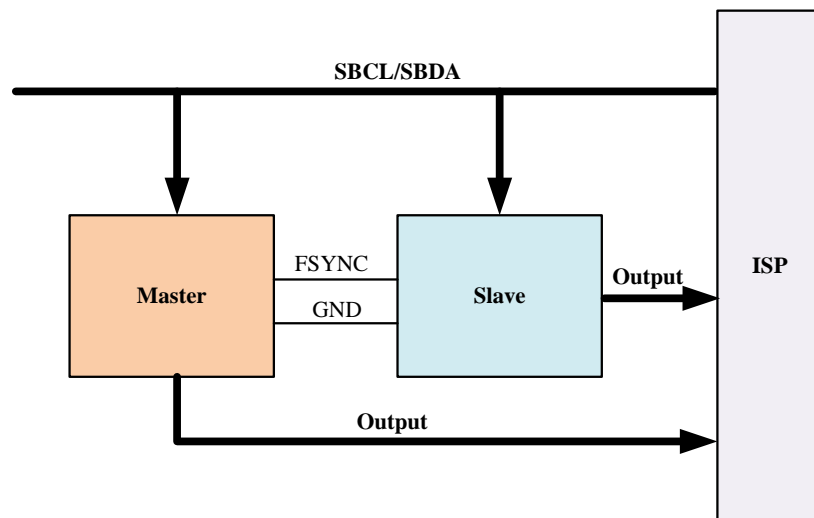 SBCL/SBDA
Master
FSYNC
GND
Slave
Output
ISP
Output